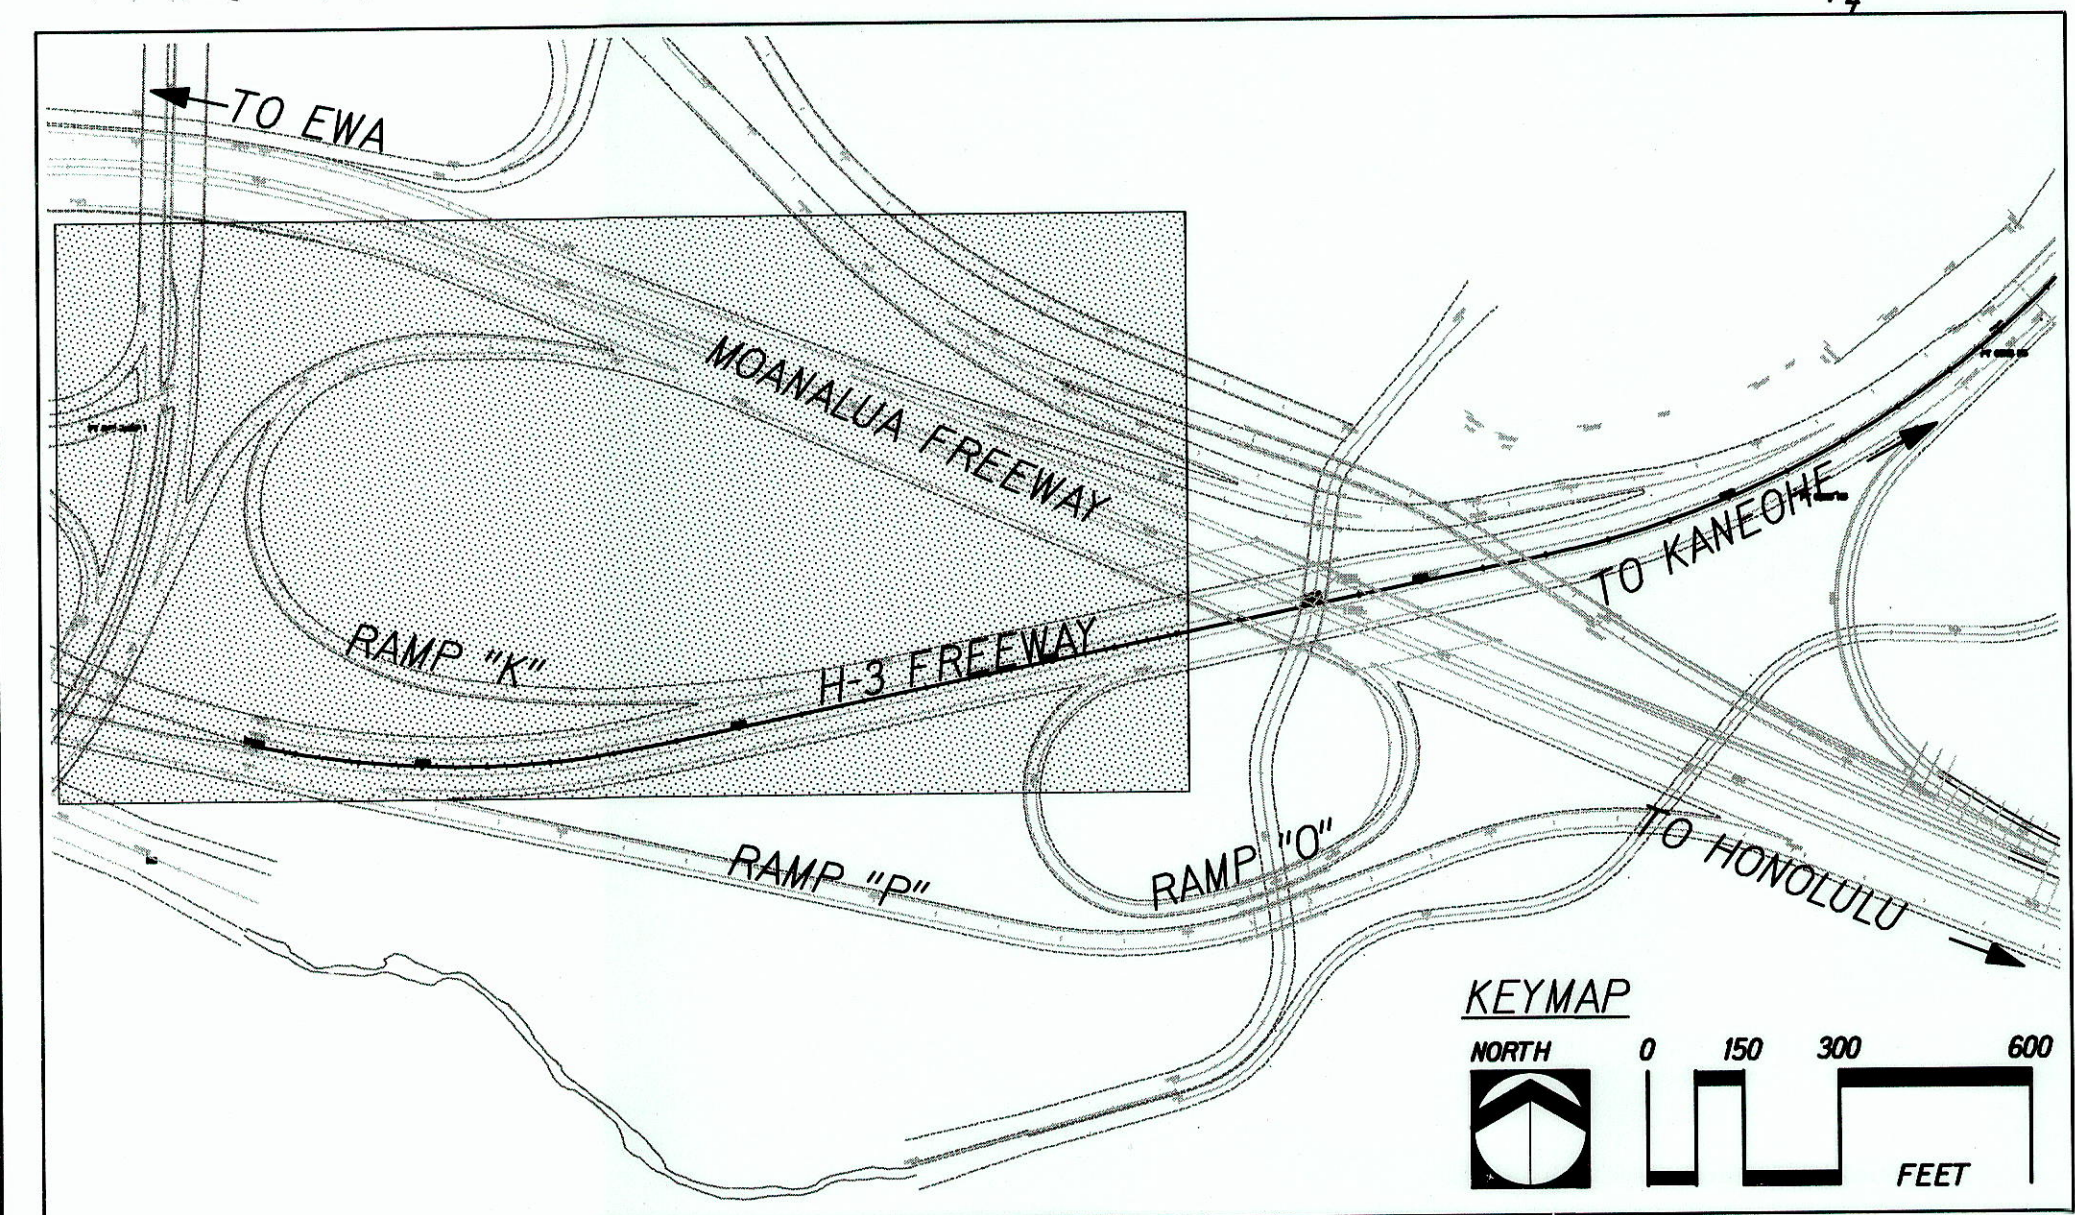 TO EWA
MOANALUA FREEWAY
RAMP "K"
H-3 FREEWAY
TO KANEOHE
RAMP "P"
RAMP "O"
TO HONOLULU
KEYMAP
NORTH 0 150 300 600
FEET